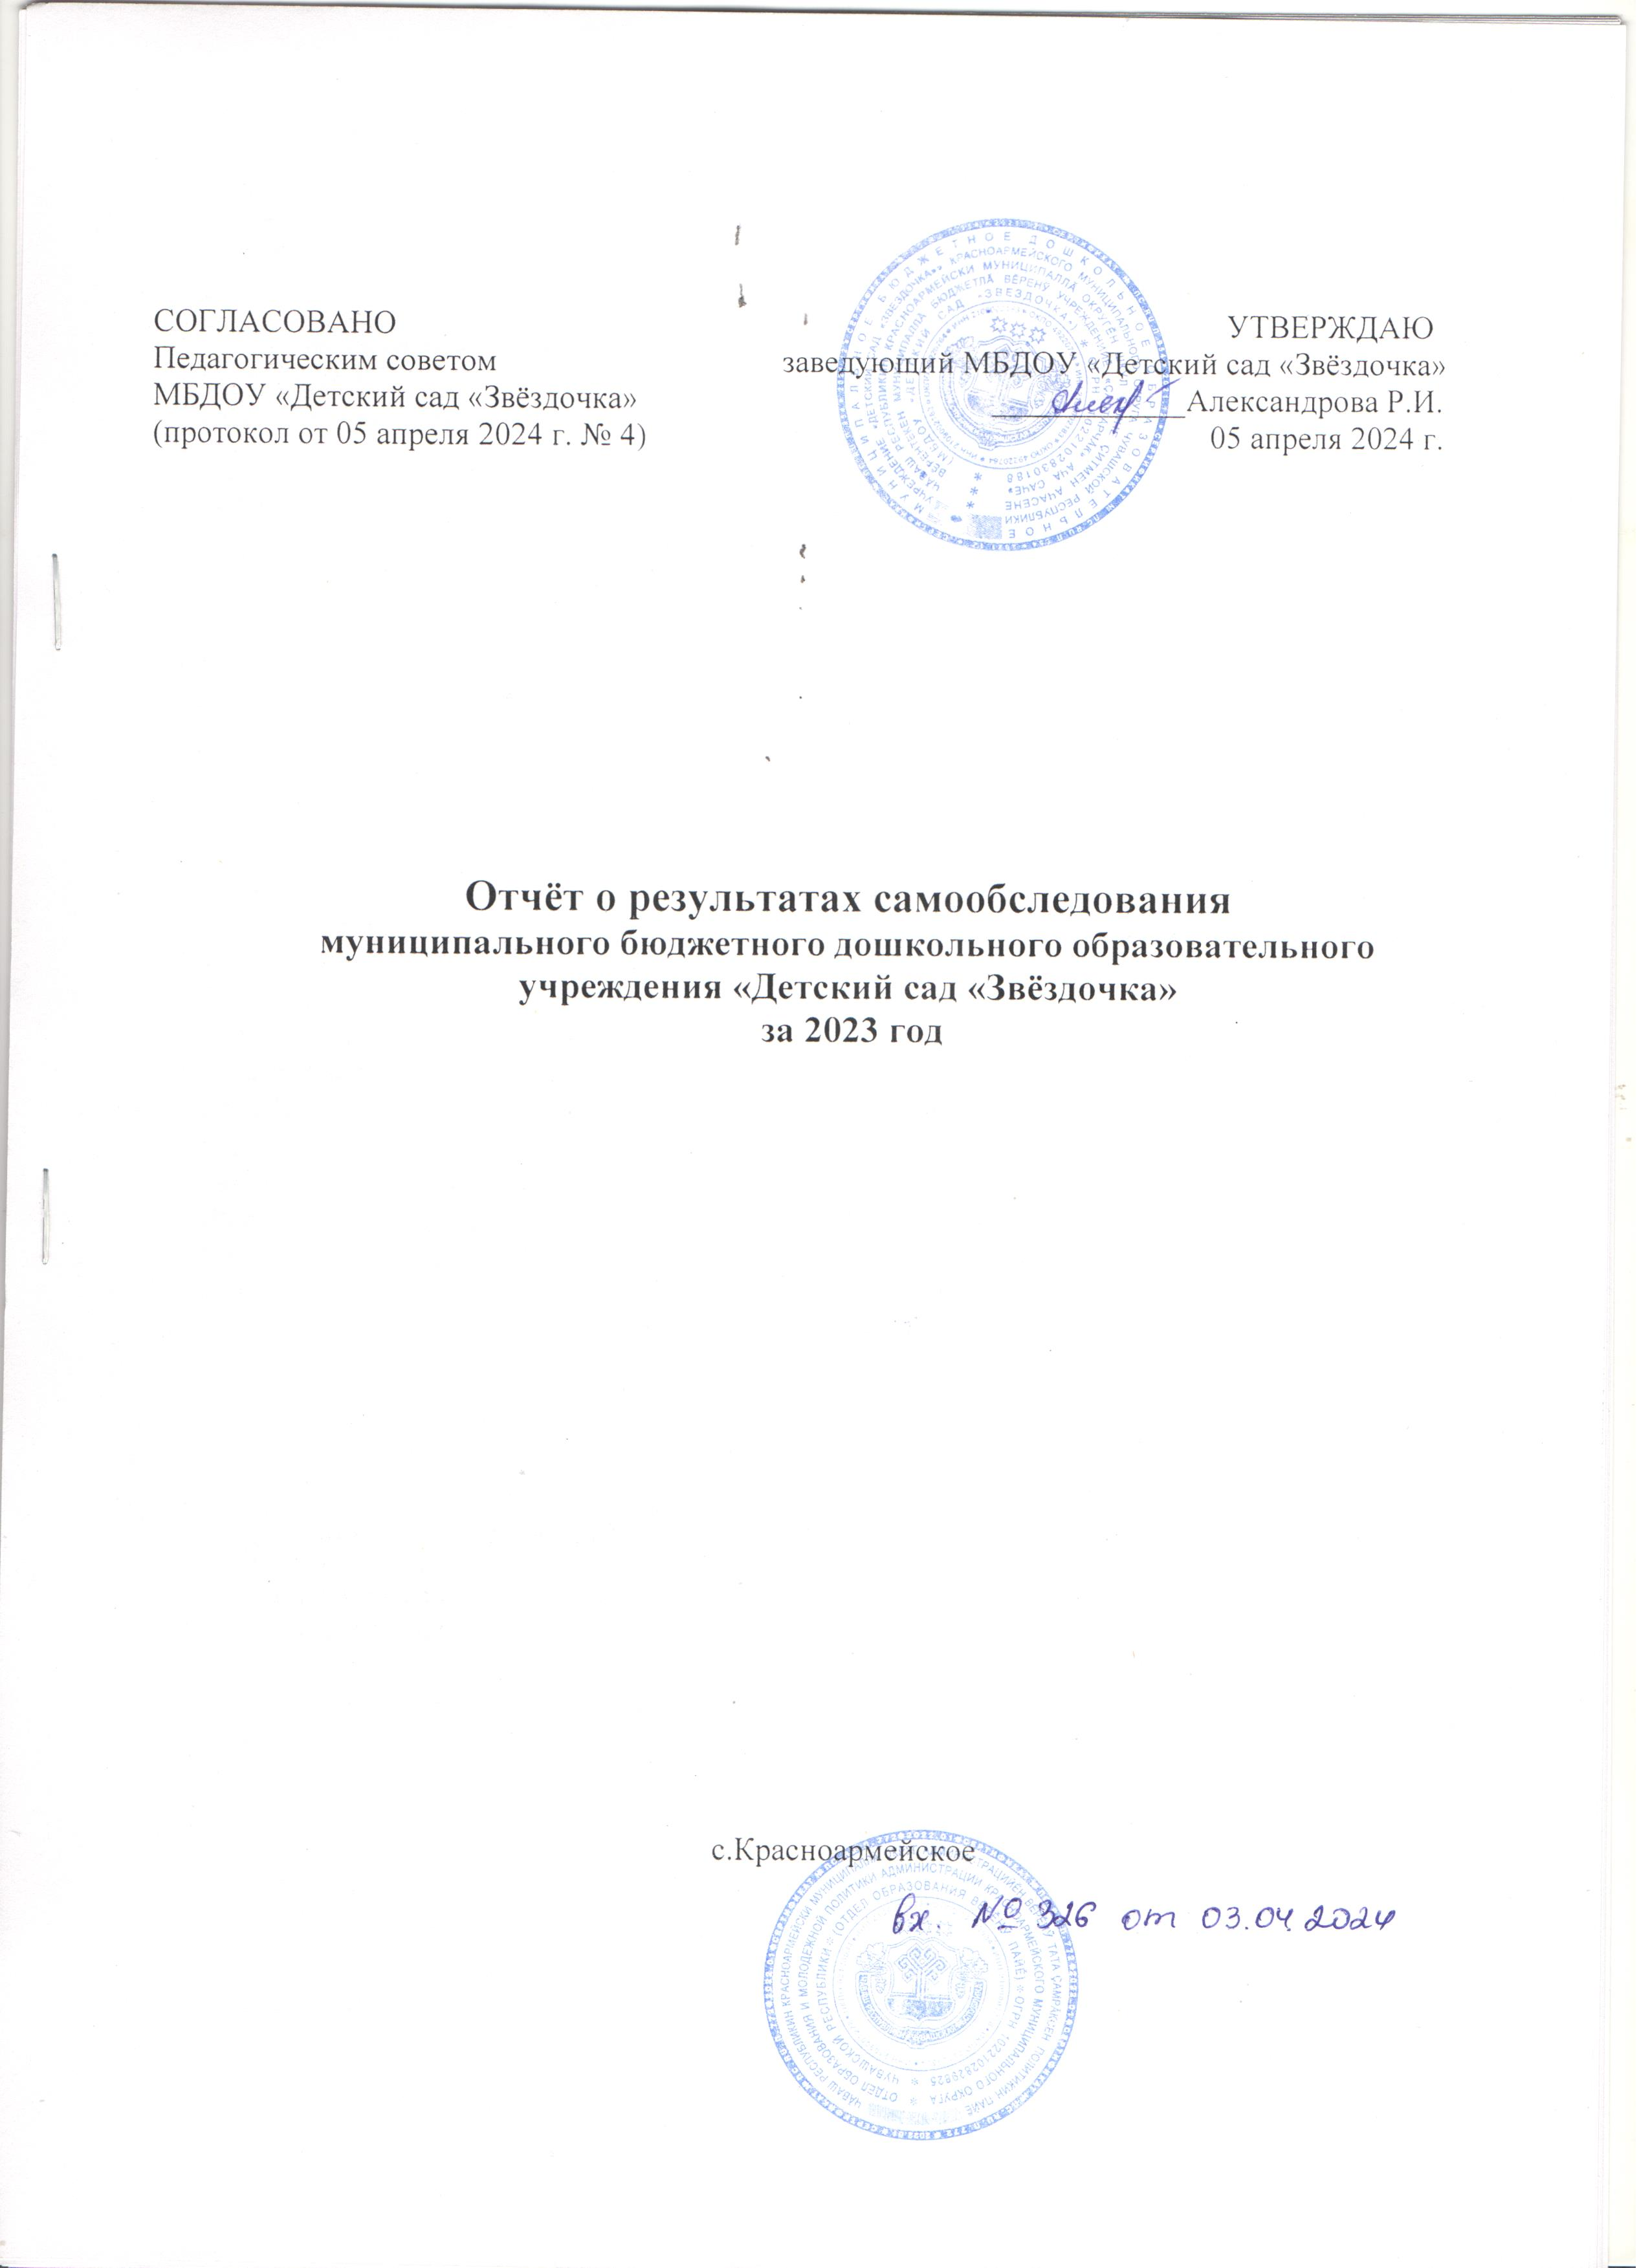 СОГЛАСОВАНО
Педагогическим советом
МБДОУ «Детский сад «Звёздочка»
(протокол от 05 апреля 2024 г. № 4)
УТВЕРЖДАЮ
заведующий МБДОУ «Детский сад «Звёздочка»
Александрова Р.И.
05 апреля 2024 г.
Отчёт о результатах самообследования
муниципального бюджетного дошкольного образовательного
учреждения «Детский сад «Звёздочка»
за 2023 год
с.Красноармейское
вх. № 326 от 03.04.2024